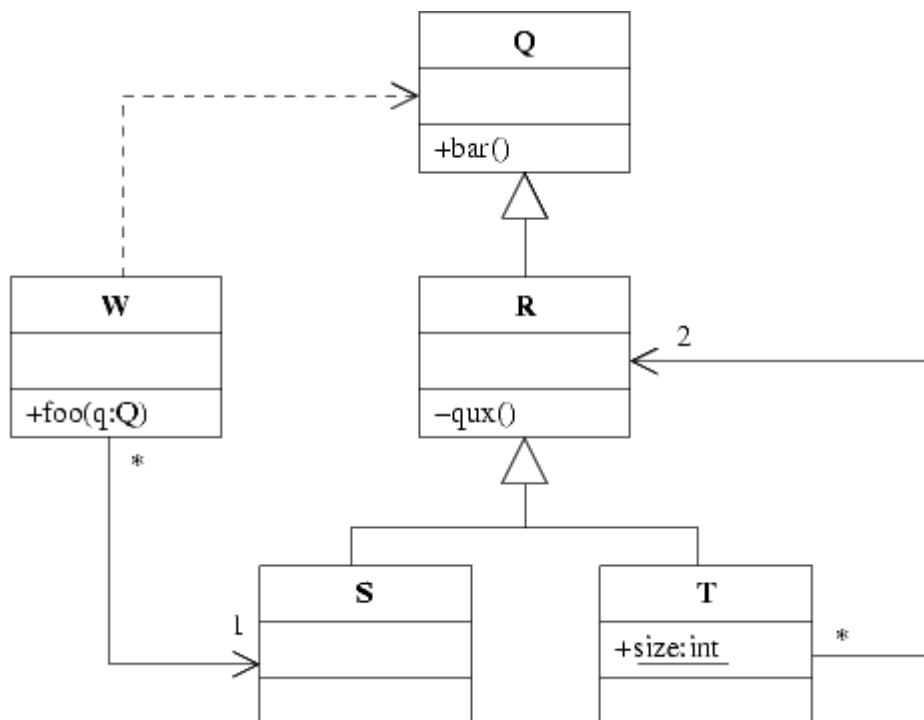 Q
+bar()
W
+foo(q:Q)
*
R
−qux()
2
S
1
T
+size:int
*